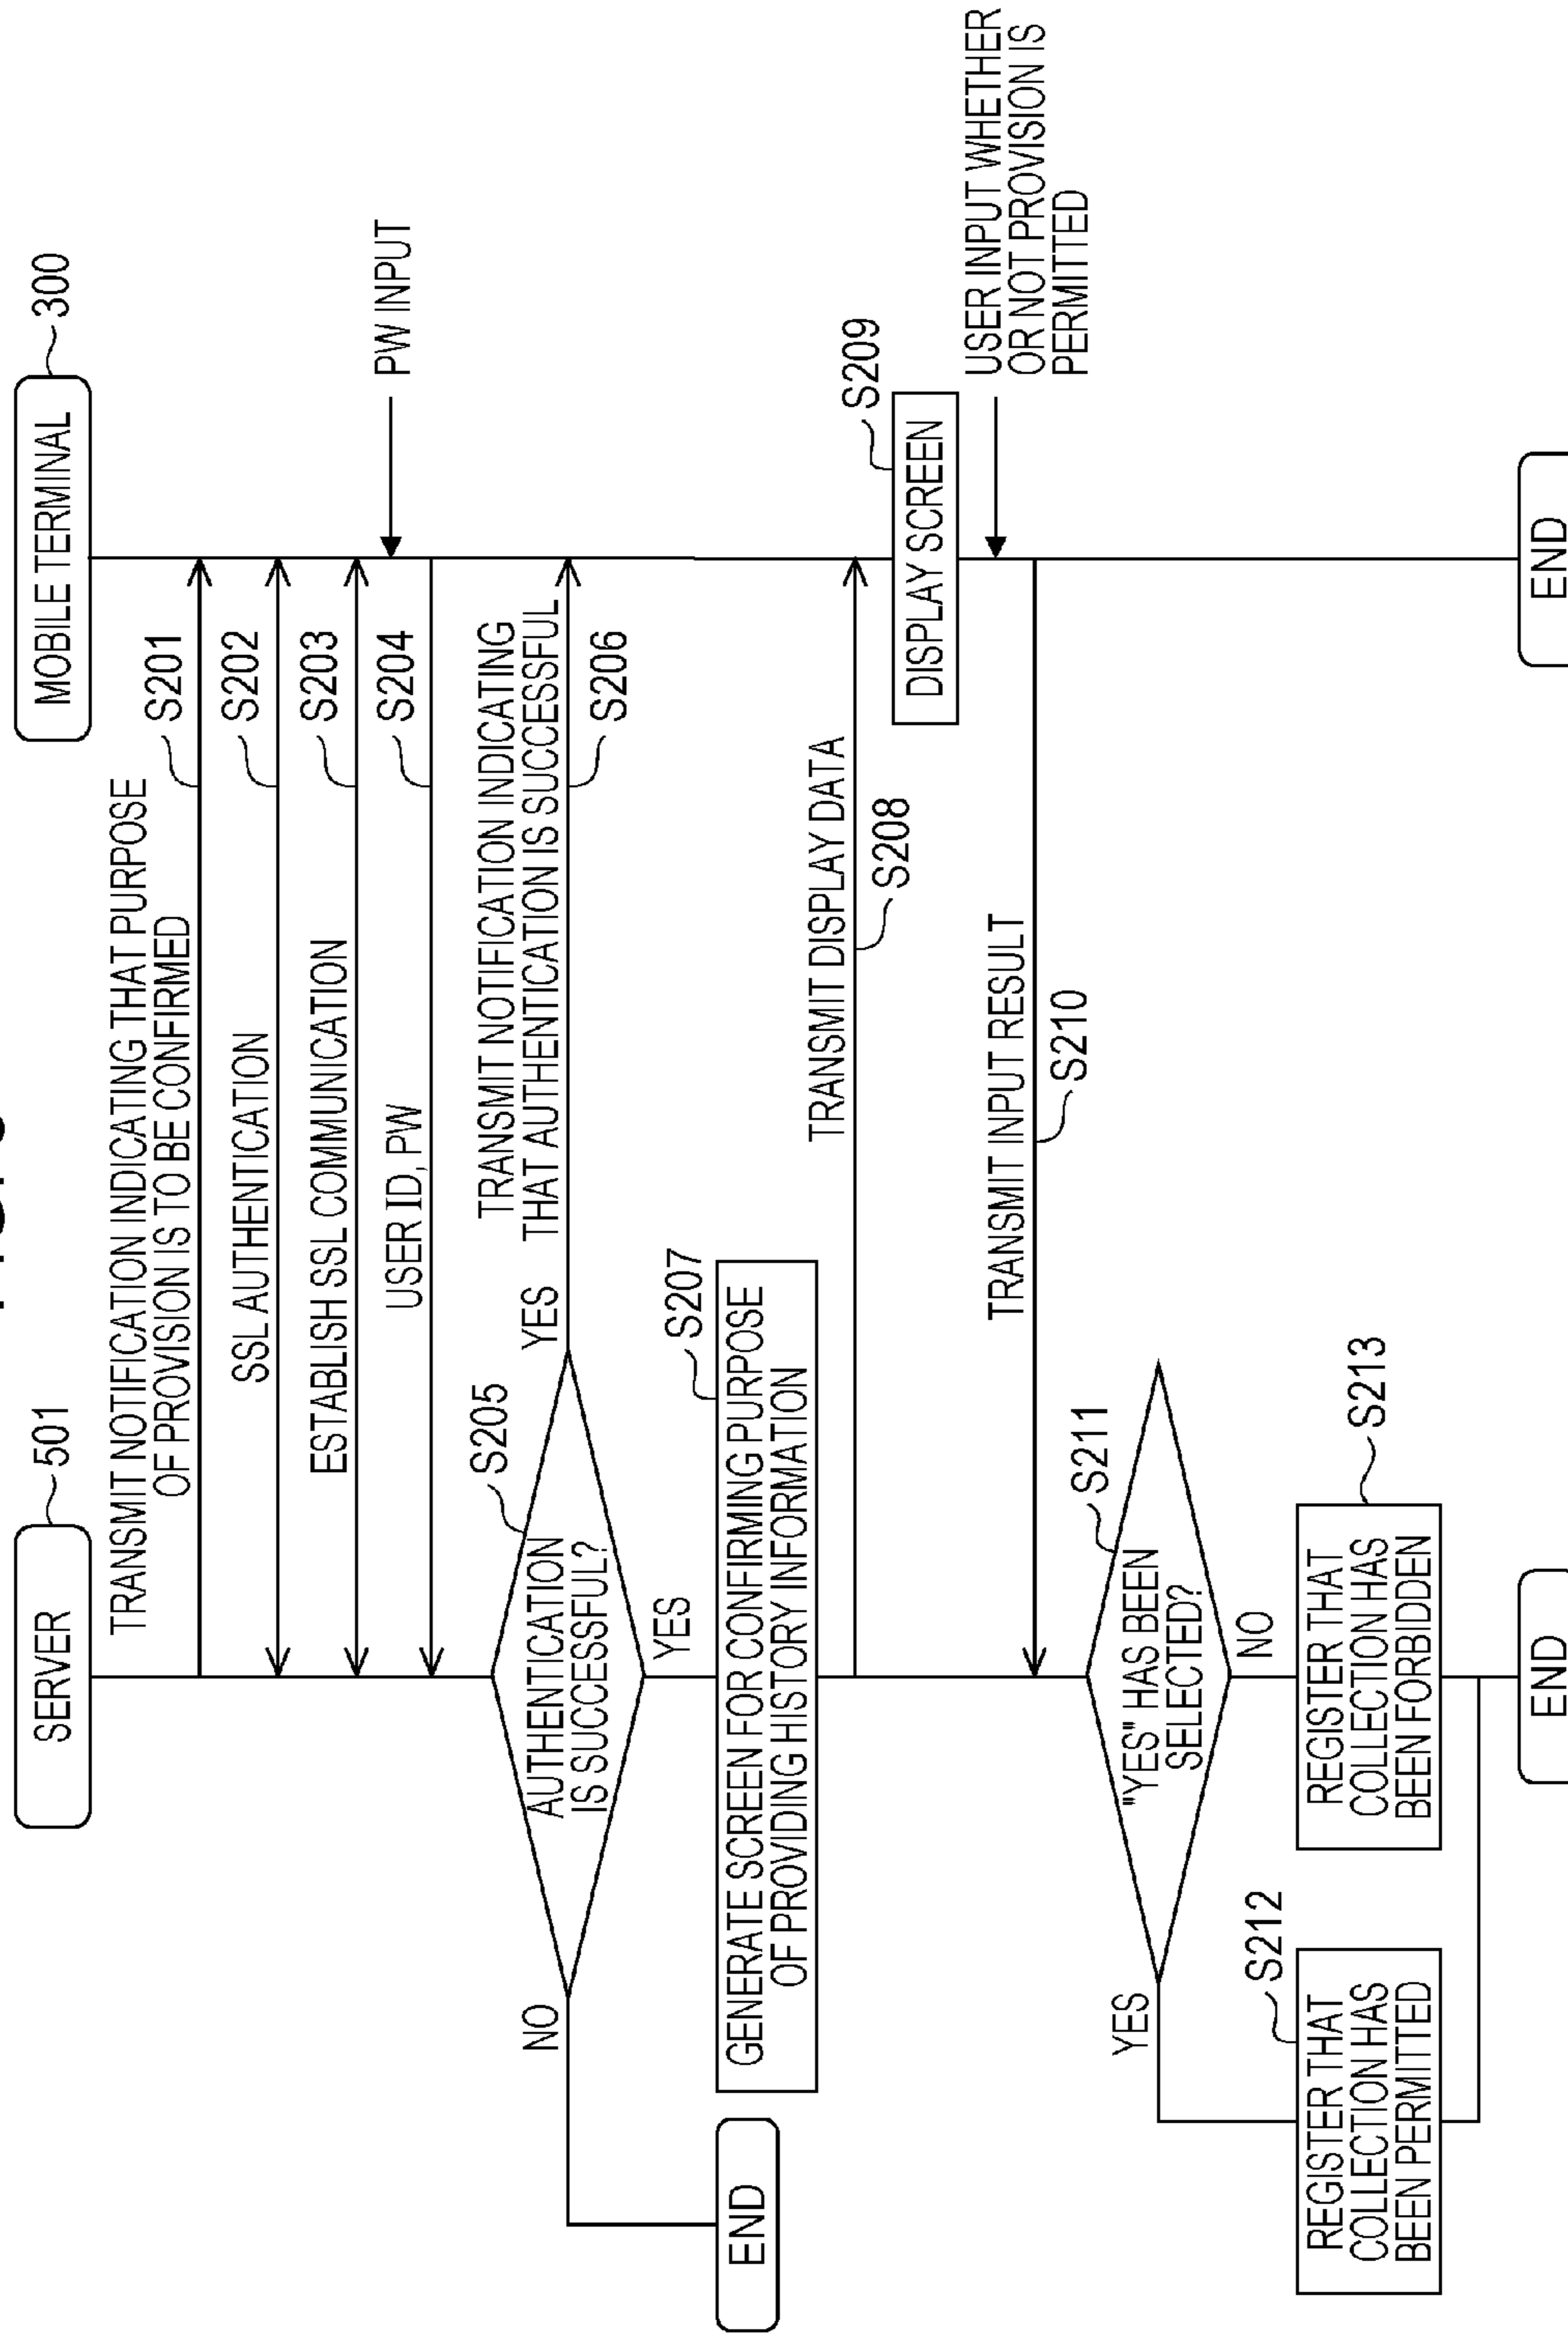 SERVER
501
MOBILE TERMINAL
300
TRANSMIT NOTIFICATION INDICATING THAT PURPOSE
OF PROVISION IS TO BE CONFIRMED
S201
SSL AUTHENTICATION
S202
ESTABLISH SSL COMMUNICATION
S203
PW INPUT
USER ID, PW
S204
AUTHENTICATION
IS SUCCESSFUL?
S205
NO
YES
TRANSMIT NOTIFICATION INDICATING
THAT AUTHENTICATION IS SUCCESSFUL
S206
YES
END
GENERATE SCREEN FOR CONFIRMING PURPOSE
OF PROVIDING HISTORY INFORMATION
S207
TRANSMIT DISPLAY DATA
S208
DISPLAY SCREEN
S209
USER INPUT WHETHER
OR NOT PROVISION IS
PERMITTED
TRANSMIT INPUT RESULT
S210
"YES" HAS BEEN
SELECTED?
S211
YES
NO
REGISTER THAT
COLLECTION HAS
BEEN PERMITTED
S212
REGISTER THAT
COLLECTION HAS
BEEN FORBIDDEN
S213
END
END